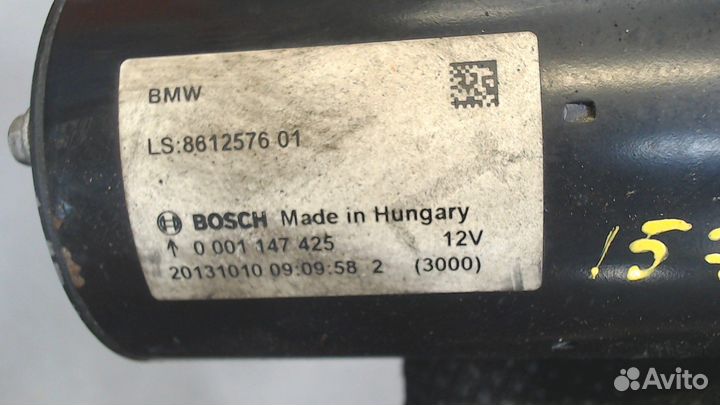 BMW
LS:8612576 01
BOSCH Made in Hungary
↑ 0 001 147 425 12V
20131010 09:09:58 2 (3000)
Avito